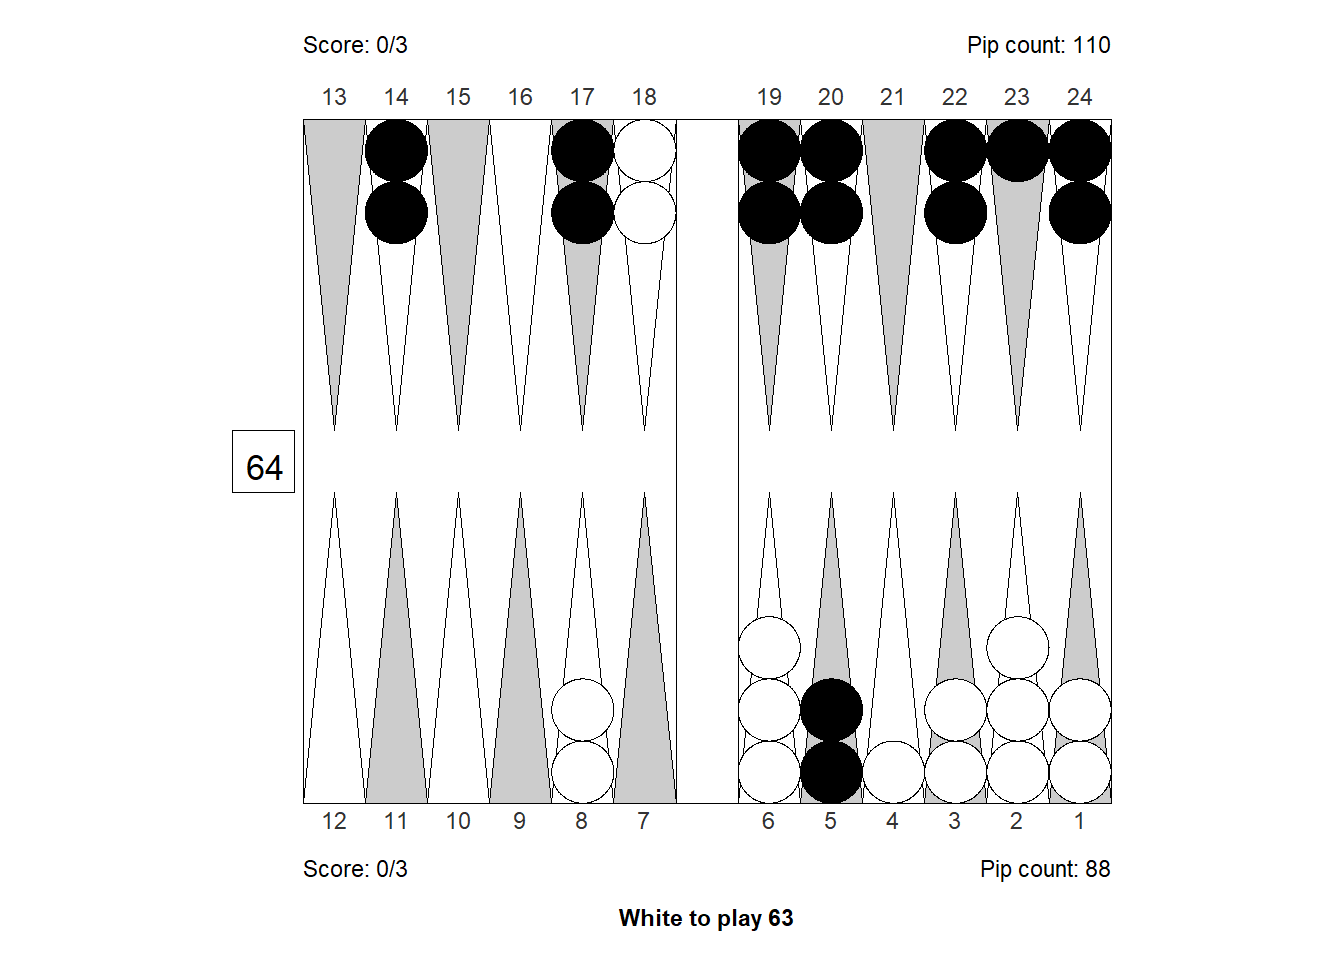 Score: 0/3 Pip count: 110
13 14 15 16 17 18 19 20 21 22 23 24
64
12 11 10 9 8 7 6 5 4 3 2 1
Score: 0/3 Pip count: 88
White to play 63